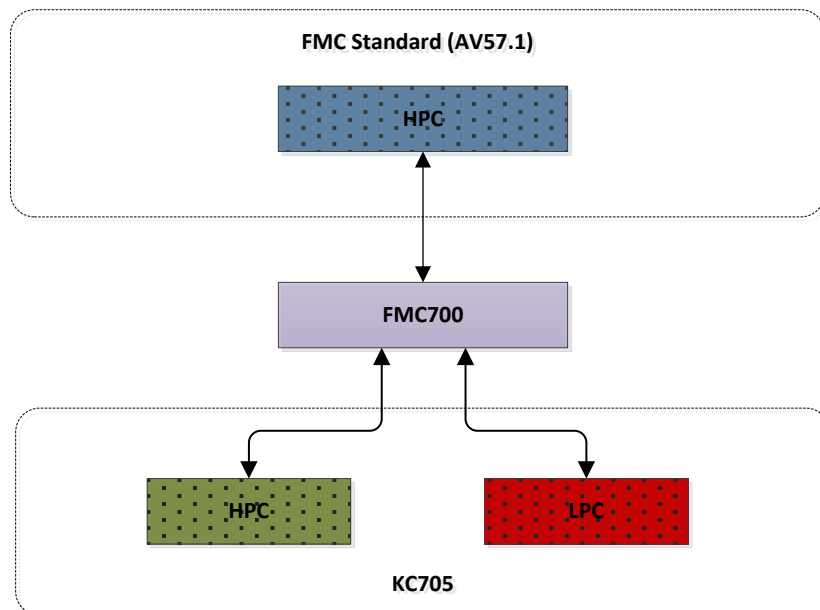 FMC Standard (AV57.1)
HPC
FMC700
HPC
LPC
KC705